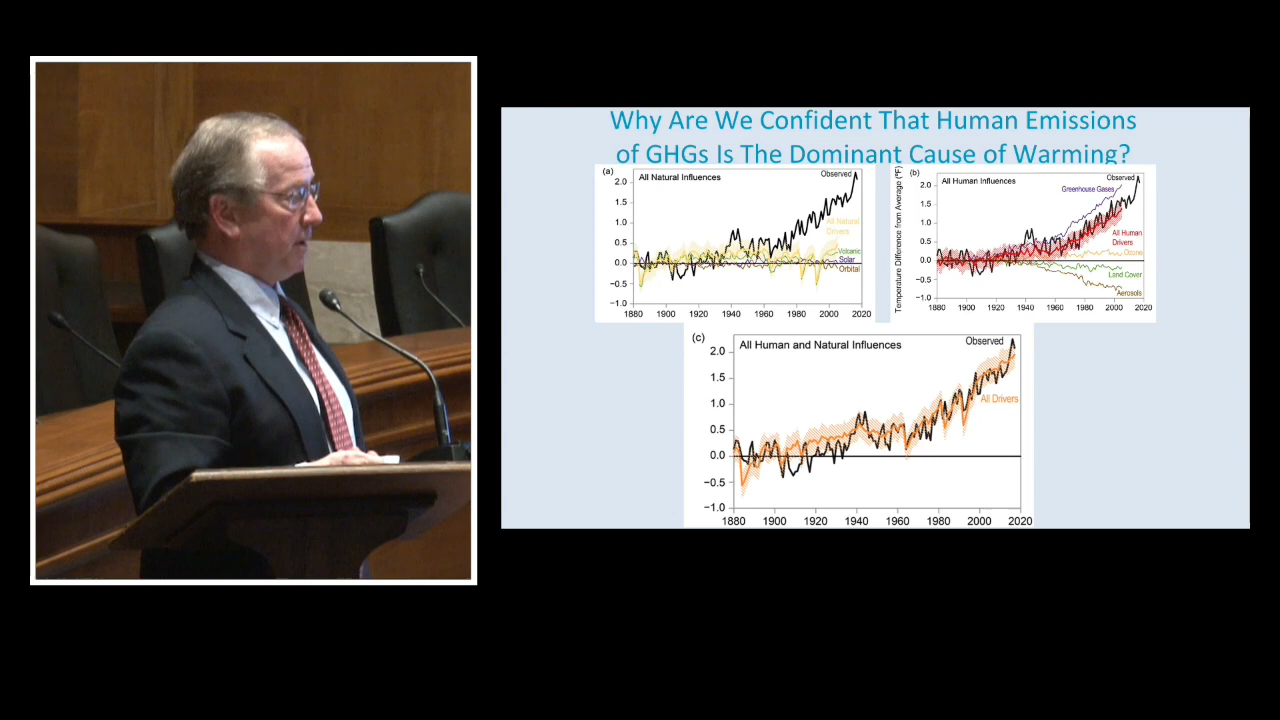 Why Are We Confident That Human Emissions
of GHGs Is The Dominant Cause of Warming?
(a)
All Natural Influences
Observed
2.0
1.5
1.0
0.5
0.0
−0.5
−1.0
All Natural
Drivers
Volcanic
Solar
Orbital
1880 1900 1920 1940 1960 1980 2000 2020
(b)
All Human Influences
Observed
Greenhouse Gases
Temperature Difference from Average (°F)
2.0
1.5
1.0
0.5
0.0
−0.5
−1.0
All Human
Drivers
Ozone
Land Cover
Aerosols
1880 1900 1920 1940 1960 1980 2000 2020
(c)
All Human and Natural Influences
Observed
2.0
1.5
1.0
0.5
0.0
−0.5
−1.0
All Drivers
1880 1900 1920 1940 1960 1980 2000 2020